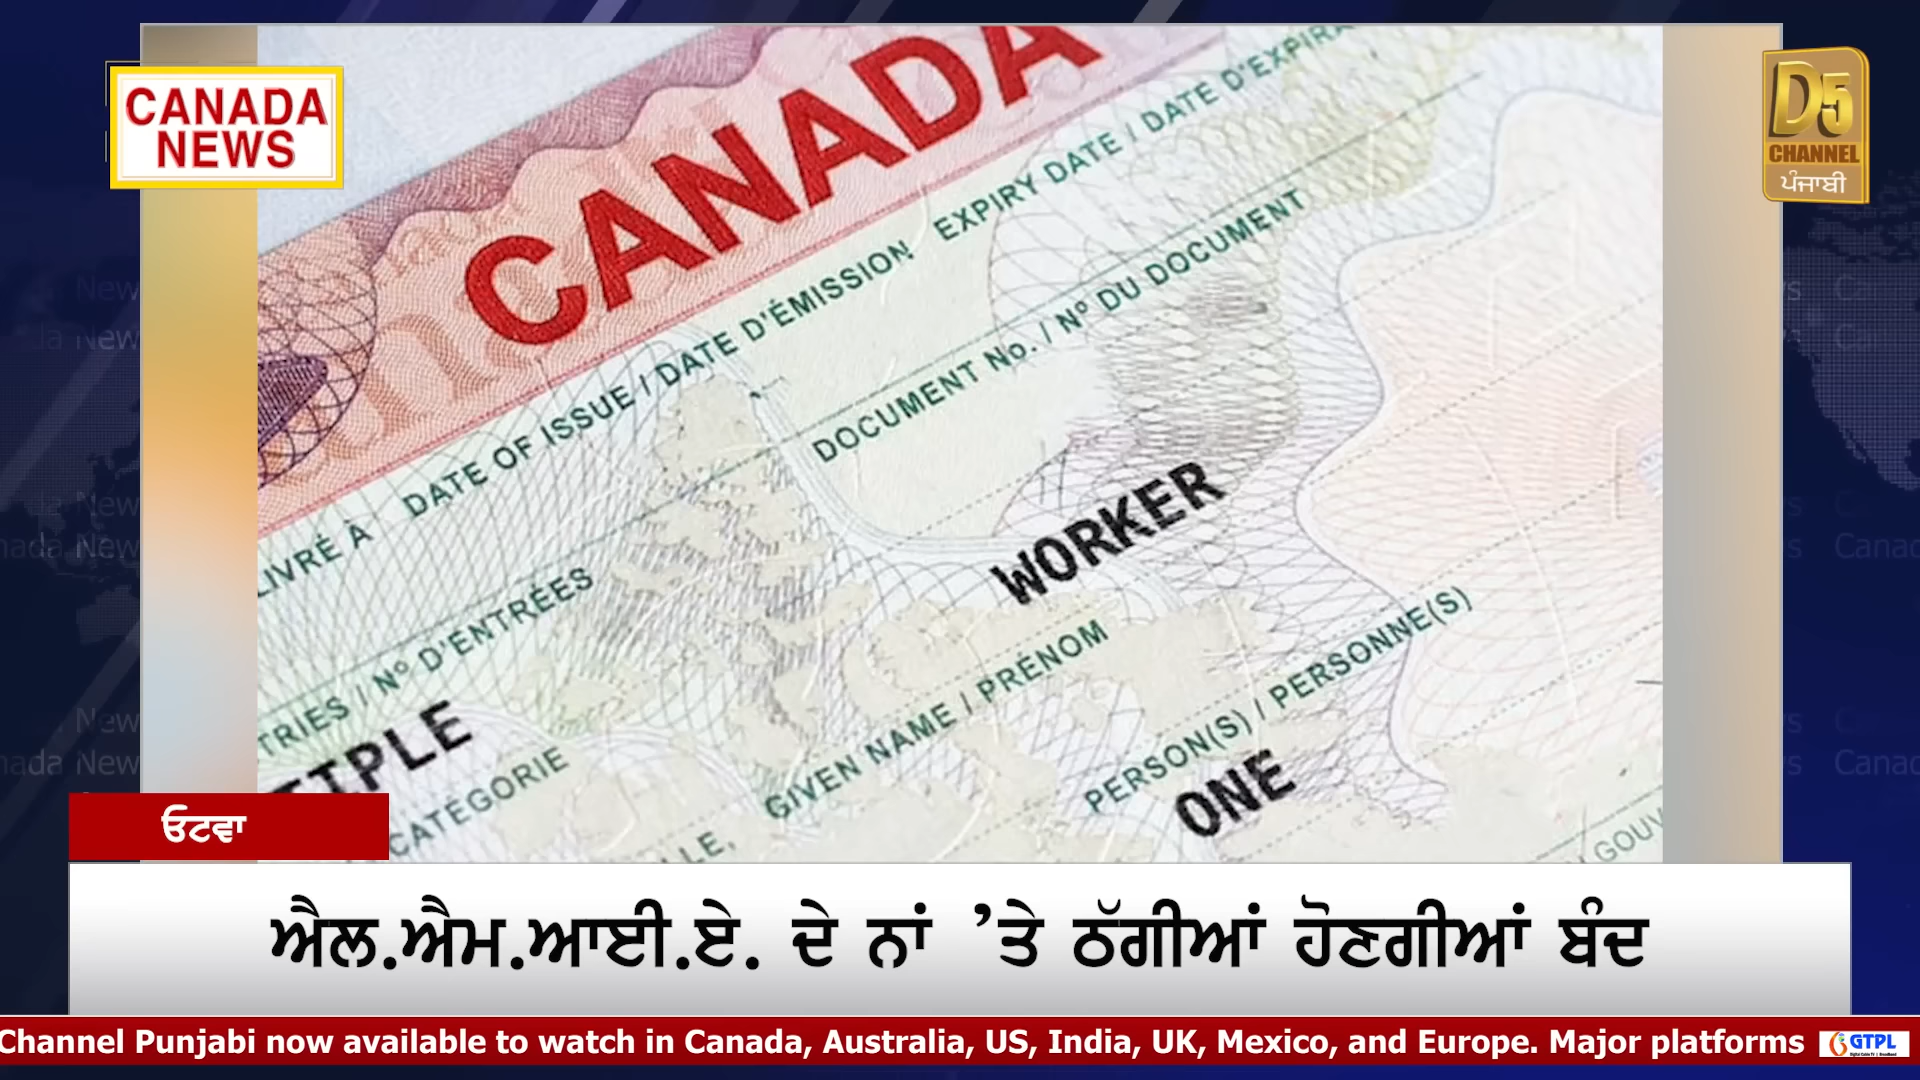 CANADA
NEWS
D5
CHANNEL
ਪੰਜਾਬੀ
CANADA
LIVRÉ À DATE OF ISSUE / DATE D'ÉMISSION EXPIRY DATE / DATE D'EXPIRA
DOCUMENT No. / Nº DU DOCUMENT
TRIES / Nº D'ENTRÉES
WORKER
TIPLE
CATÉGORIE
GIVEN NAME / PRÉNOM
PERSON(S) / PERSONNE(S)
ONE
LLE,
GOUV
ਓਟਵਾ
ਐਲ.ਐਮ.ਆਈ.ਏ. ਦੇ ਨਾਂ ’ਤੇ ਠੱਗੀਆਂ ਹੋਣਗੀਆਂ ਬੰਦ
Channel Punjabi now available to watch in Canada, Australia, US, India, UK, Mexico, and Europe. Major platforms
GTPL